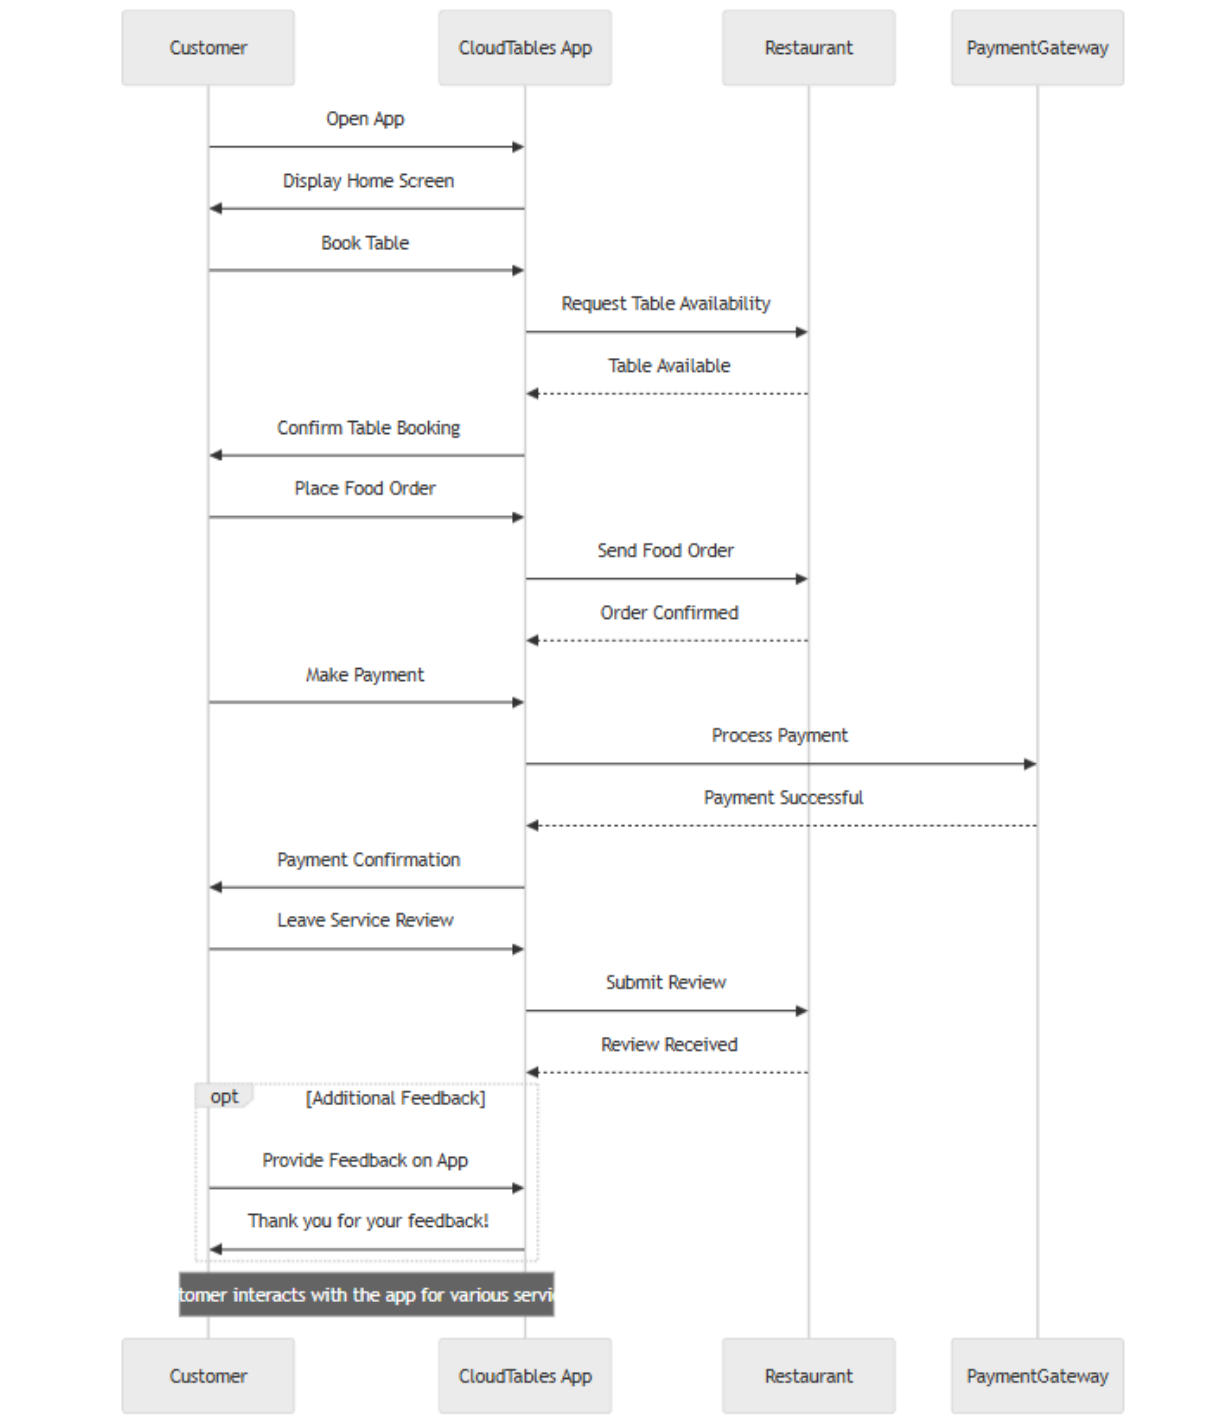 Customer CloudTables App Restaurant PaymentGateway
Open App
Display Home Screen
Book Table
Request Table Availability
Table Available
Confirm Table Booking
Place Food Order
Send Food Order
Order Confirmed
Make Payment
Process Payment
Payment Successful
Payment Confirmation
Leave Service Review
Submit Review
Review Received
opt [Additional Feedback]
Provide Feedback on App
Thank you for your feedback!
tomer interacts with the app for various servi
Customer CloudTables App Restaurant PaymentGateway